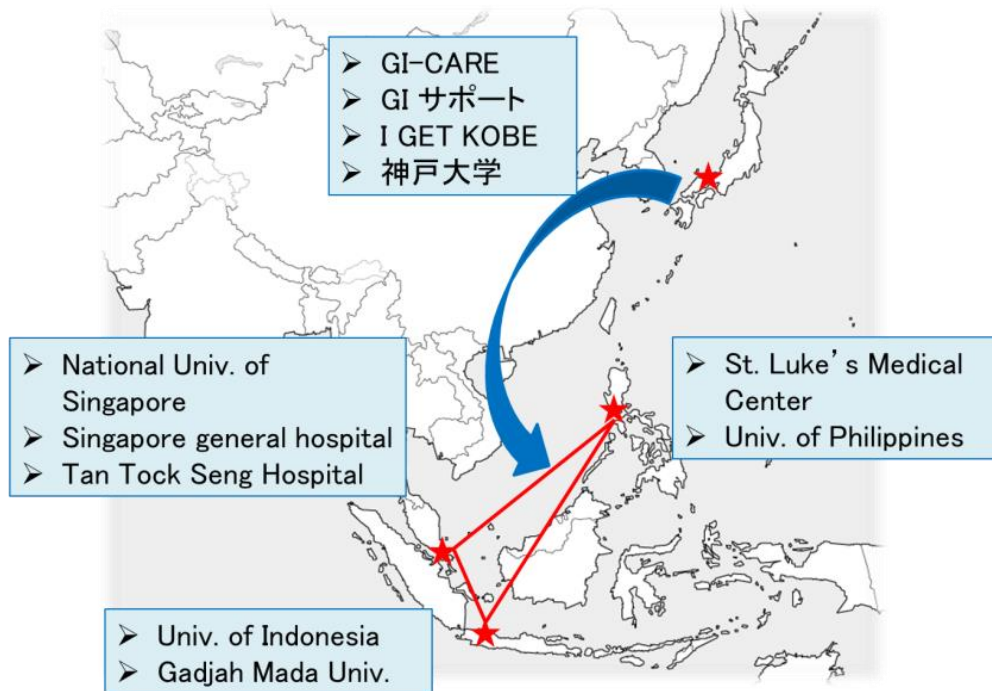 ➢ GI-CARE
➢ GI サポート
➢ I GET KOBE
➢ 神戸大学
➢ National Univ. of
Singapore
➢ Singapore general hospital
➢ Tan Tock Seng Hospital
➢ St. Luke's Medical
Center
➢ Univ. of Philippines
➢ Univ. of Indonesia
➢ Gadjah Mada Univ.